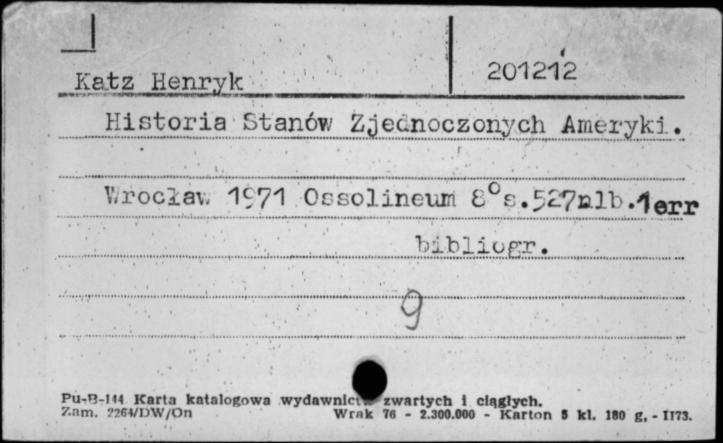 Katz Henryk 201212
Historia Stanów Zjednoczonych Ameryki.
Wrocław 1971 Ossolineum 8° s.527nlb.1err
bibliogr.
9
Pu-B-144 Karta katalogowa wydawnictw zwartych i ciągłych.
Zam. 2264/DW/On Wrak 76 - 2.300.000 - Karton 5 kl. 180 g. - II73.